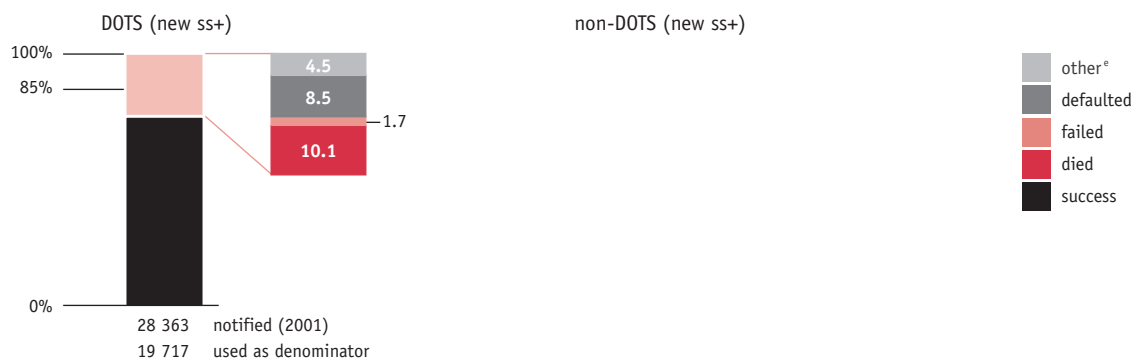 DOTS (new ss+)
non-DOTS (new ss+)
100%
85%
0%
4.5
8.5
1.7
10.1
other e
defaulted
failed
died
success
28 363 notified (2001)
19 717 used as denominator